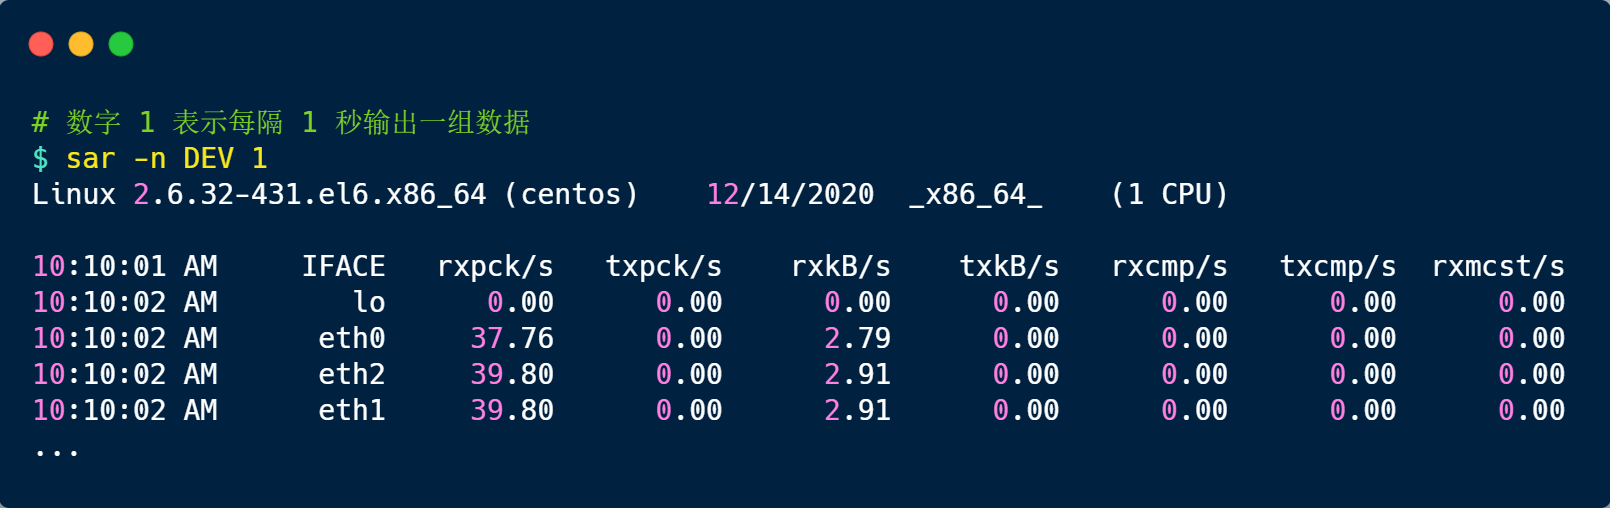 # 数字 1 表示每隔 1 秒输出一组数据
$ sar -n DEV 1
Linux 2.6.32-431.el6.x86_64 (centos)    12/14/2020  _x86_64_    (1 CPU)
10:10:01 AM     IFACE   rxpck/s   txpck/s    rxkB/s    txkB/s   rxcmp/s   txcmp/s  rxmcst/s
10:10:02 AM        lo      0.00      0.00      0.00      0.00      0.00      0.00      0.00
10:10:02 AM      eth0     37.76      0.00      2.79      0.00      0.00      0.00      0.00
10:10:02 AM      eth2     39.80      0.00      2.91      0.00      0.00      0.00      0.00
10:10:02 AM      eth1     39.80      0.00      2.91      0.00      0.00      0.00      0.00
...